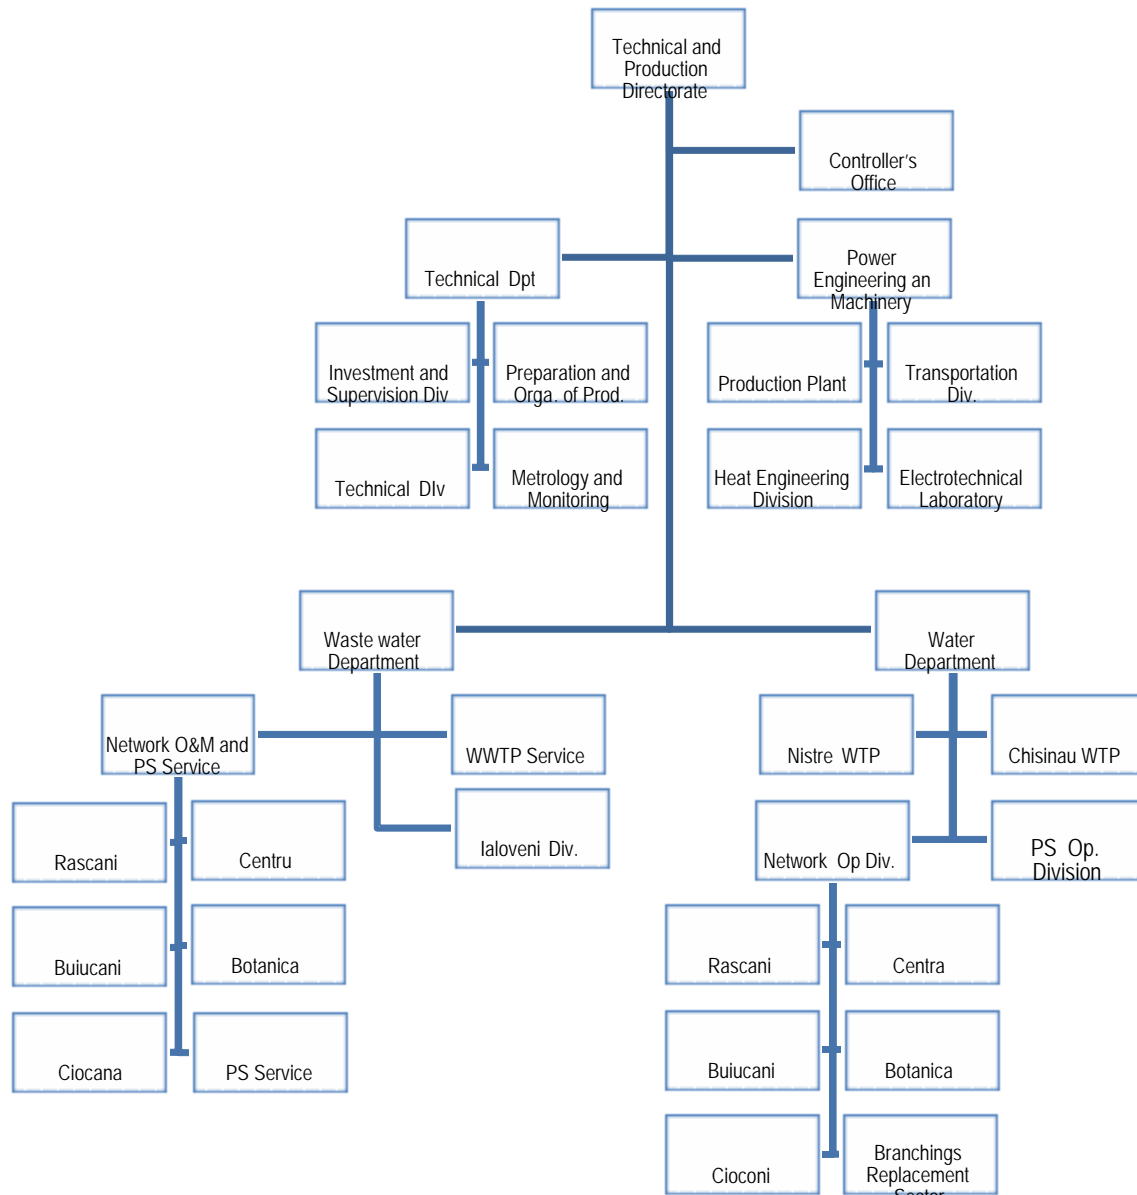 Technical and
Production
Directorate
Controller's
Office
Technical Dpt
Power
Engineering an
Machinery
Investment and
Supervision Div
Preparation and
Orga. of Prod.
Production Plant
Transportation
Div.
Technical DIv
Metrology and
Monitoring
Heat Engineering
Division
Electrotechnical
Laboratory
Waste water
Department
Water
Department
Network O&M and
PS Service
WWTP Service
Nistre WTP
Chisinau WTP
Rascani
Centru
Ialoveni Div.
Network Op Div.
PS Op.
Division
Buiucani
Botanica
Rascani
Centra
Ciocana
PS Service
Buiucani
Botanica
Cioconi
Branchings
Replacement
Sector